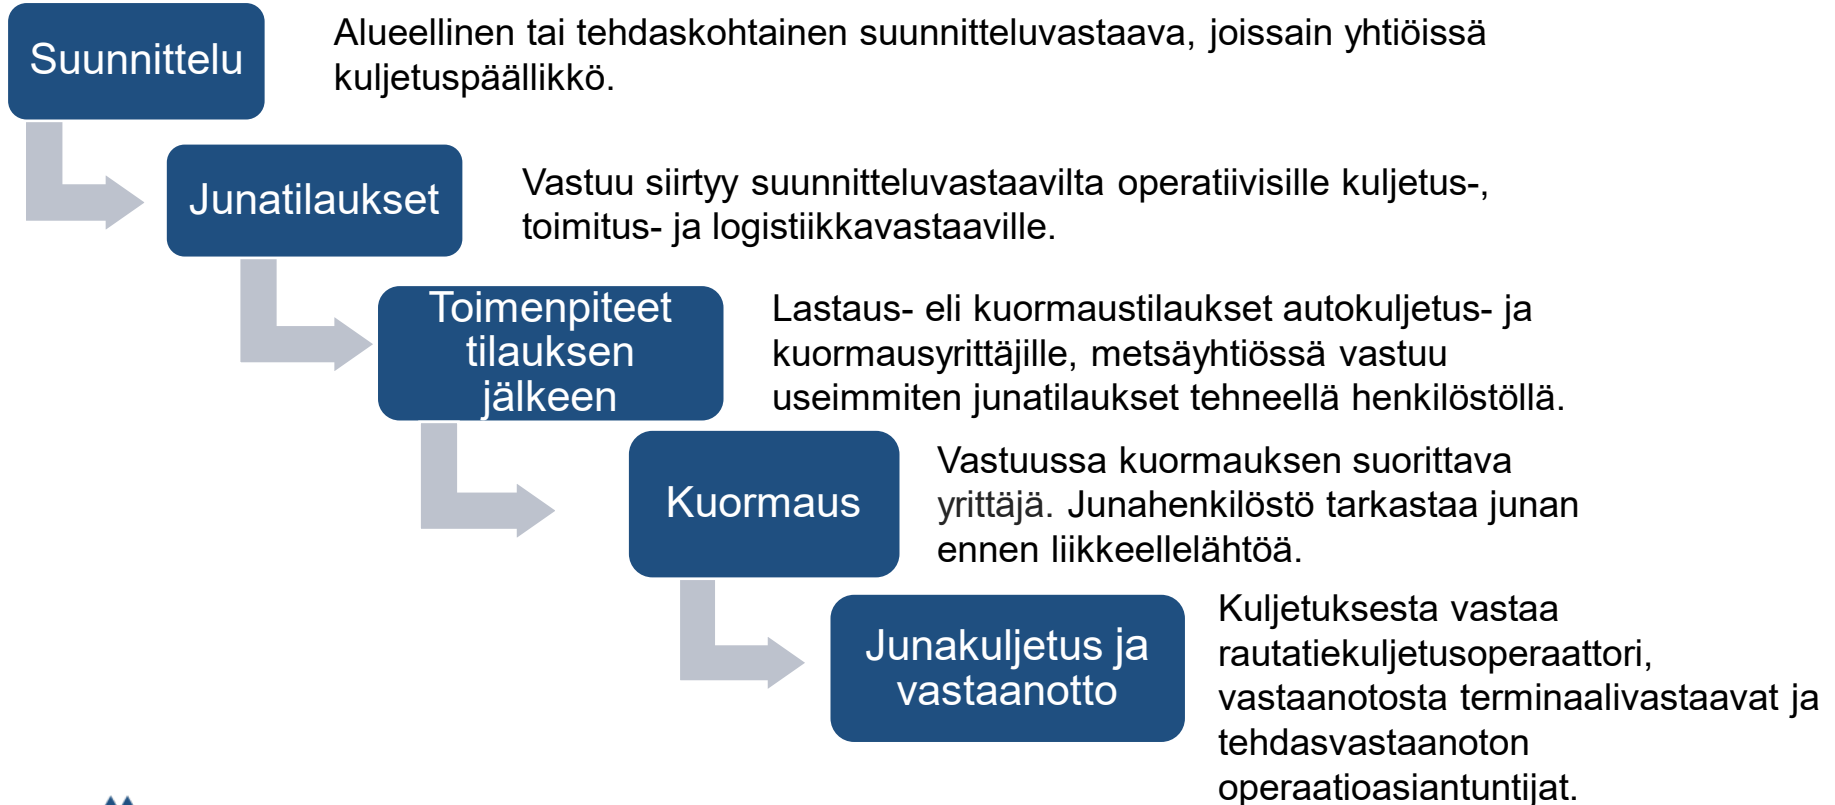 Suunnittelu
Alueellinen tai tehdaskohtainen suunnitteluvastaava, joissain yhtiöissä
kuljetuspäällikkö.
Junatilaukset
Vastuu siirtyy suunnitteluvastaavilta operatiivisille kuljetus-,
toimitus- ja logistiikkavastaaville.
Toimenpiteet
tilauksen
jälkeen
Lastaus- eli kuormaustilaukset autokuljetus- ja
kuormausyrittäjille, metsäyhtiössä vastuu
useimmiten junatilaukset tehneellä henkilöstöllä.
Kuormaus
Vastuussa kuormauksen suorittava
yrittäjä. Junahenkilöstö tarkastaa junan
ennen liikkeellelähtöä.
Junakuljetus ja
vastaanotto
Kuljetuksesta vastaa
rautatiekuljetusoperaattori,
vastaanotosta terminaalivastaavat ja
tehdasvastaanoton
operaatioasiantuntijat.